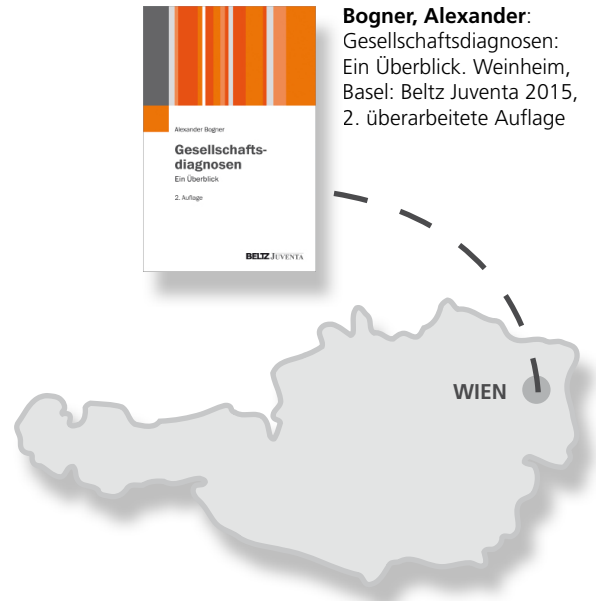 Bogner, Alexander:
Gesellschaftsdiagnosen:
Ein Überblick. Weinheim,
Basel: Beltz Juventa 2015,
2. überarbeitete Auflage
Alexander Bogner
Gesellschafts-
diagnosen
Ein Überblick
2. Auflage
BELTZ JUVENTA
WIEN